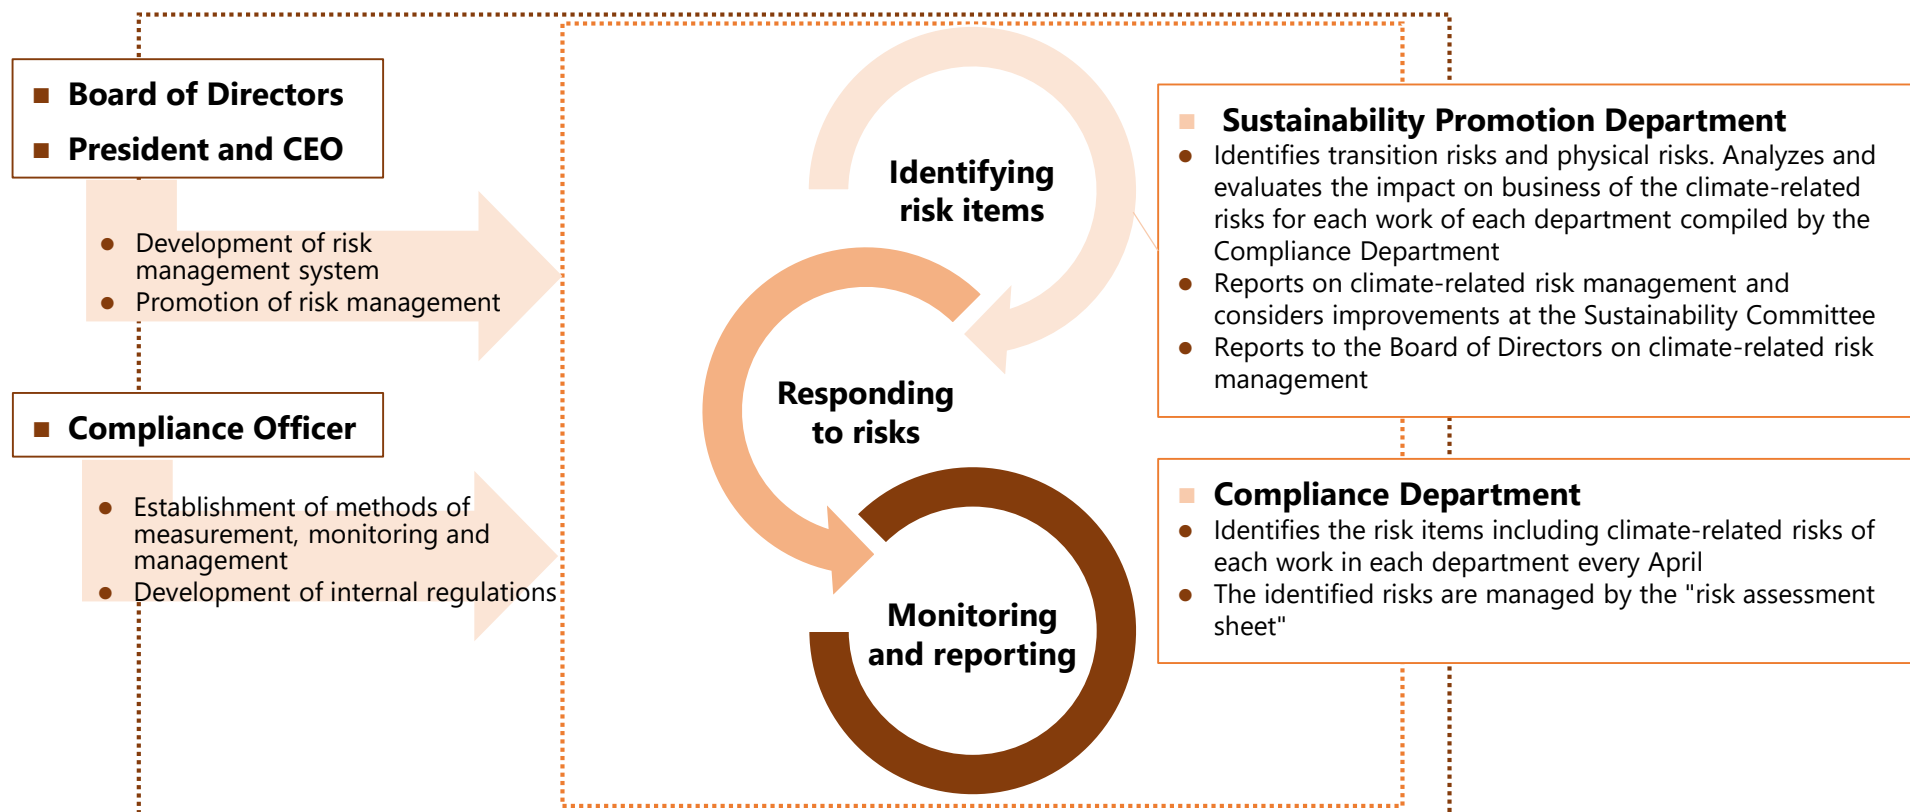 Board of Directors
President and CEO
Development of risk
management system
Promotion of risk management
Compliance Officer
Establishment of methods of
measurement, monitoring and
management
Development of internal regulations
Identifying
risk items
Responding
to risks
Monitoring
and reporting
Sustainability Promotion Department
Identifies transition risks and physical risks. Analyzes and
evaluates the impact on business of the climate-related
risks for each work of each department compiled by the
Compliance Department
Reports on climate-related risk management and
considers improvements at the Sustainability Committee
Reports to the Board of Directors on climate-related risk
management
Compliance Department
Identifies the risk items including climate-related risks of
each work in each department every April
The identified risks are managed by the "risk assessment
sheet"